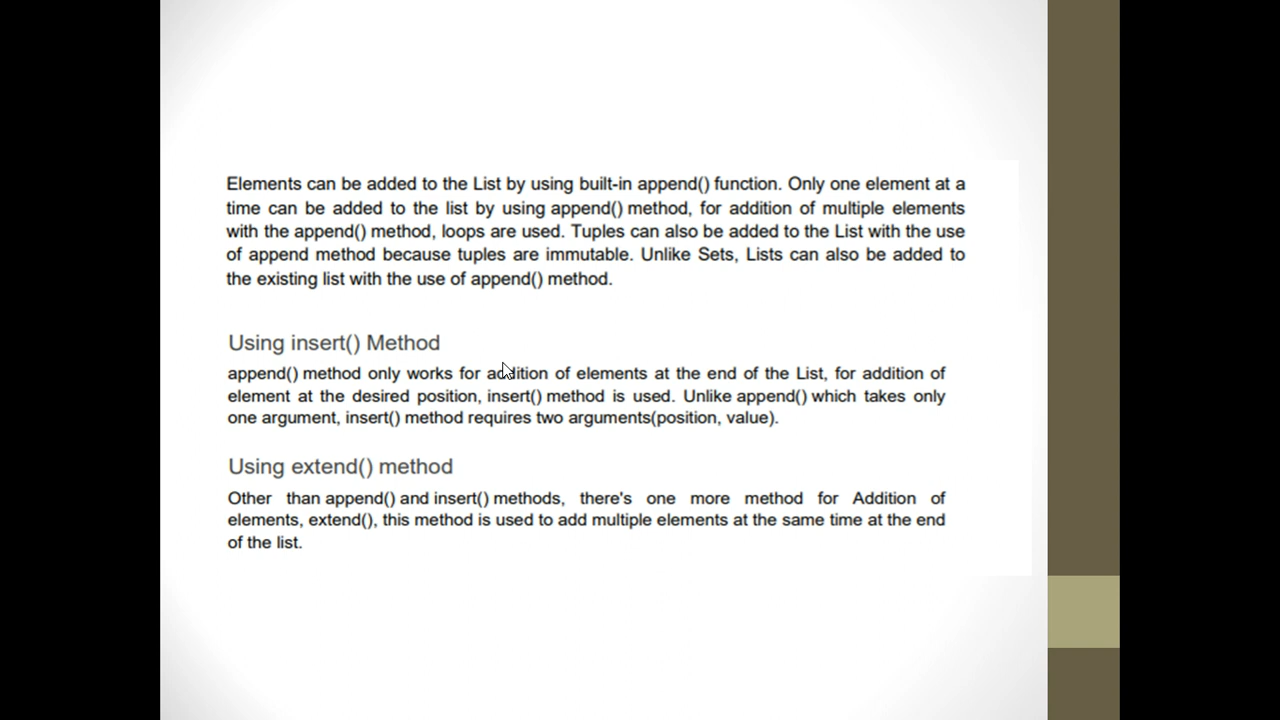 Elements can be added to the List by using built-in append() function. Only one element at a
time can be added to the list by using append() method, for addition of multiple elements
with the append() method, loops are used. Tuples can also be added to the List with the use
of append method because tuples are immutable. Unlike Sets, Lists can also be added to
the existing list with the use of append() method.
Using insert() Method
append() method only works for addition of elements at the end of the List, for addition of
element at the desired position, insert() method is used. Unlike append() which takes only
one argument, insert() method requires two arguments(position, value).
Using extend() method
Other than append() and insert() methods, there's one more method for Addition of
elements, extend(), this method is used to add multiple elements at the same time at the end
of the list.